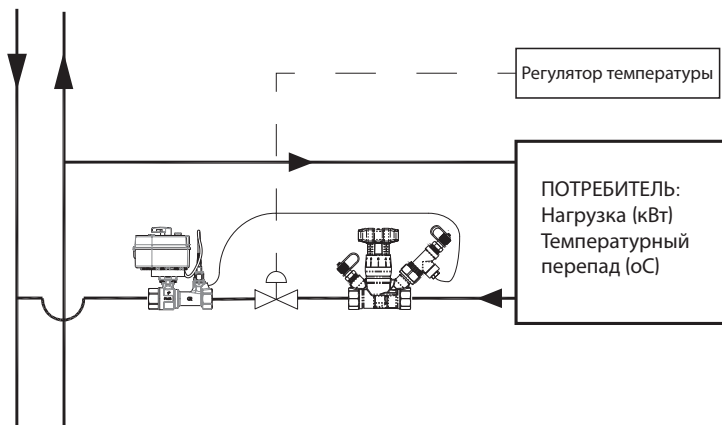 Регулятор температуры
ПОТРЕБИТЕЛЬ:
Нагрузка (кВт)
Температурный
перепад (оС)